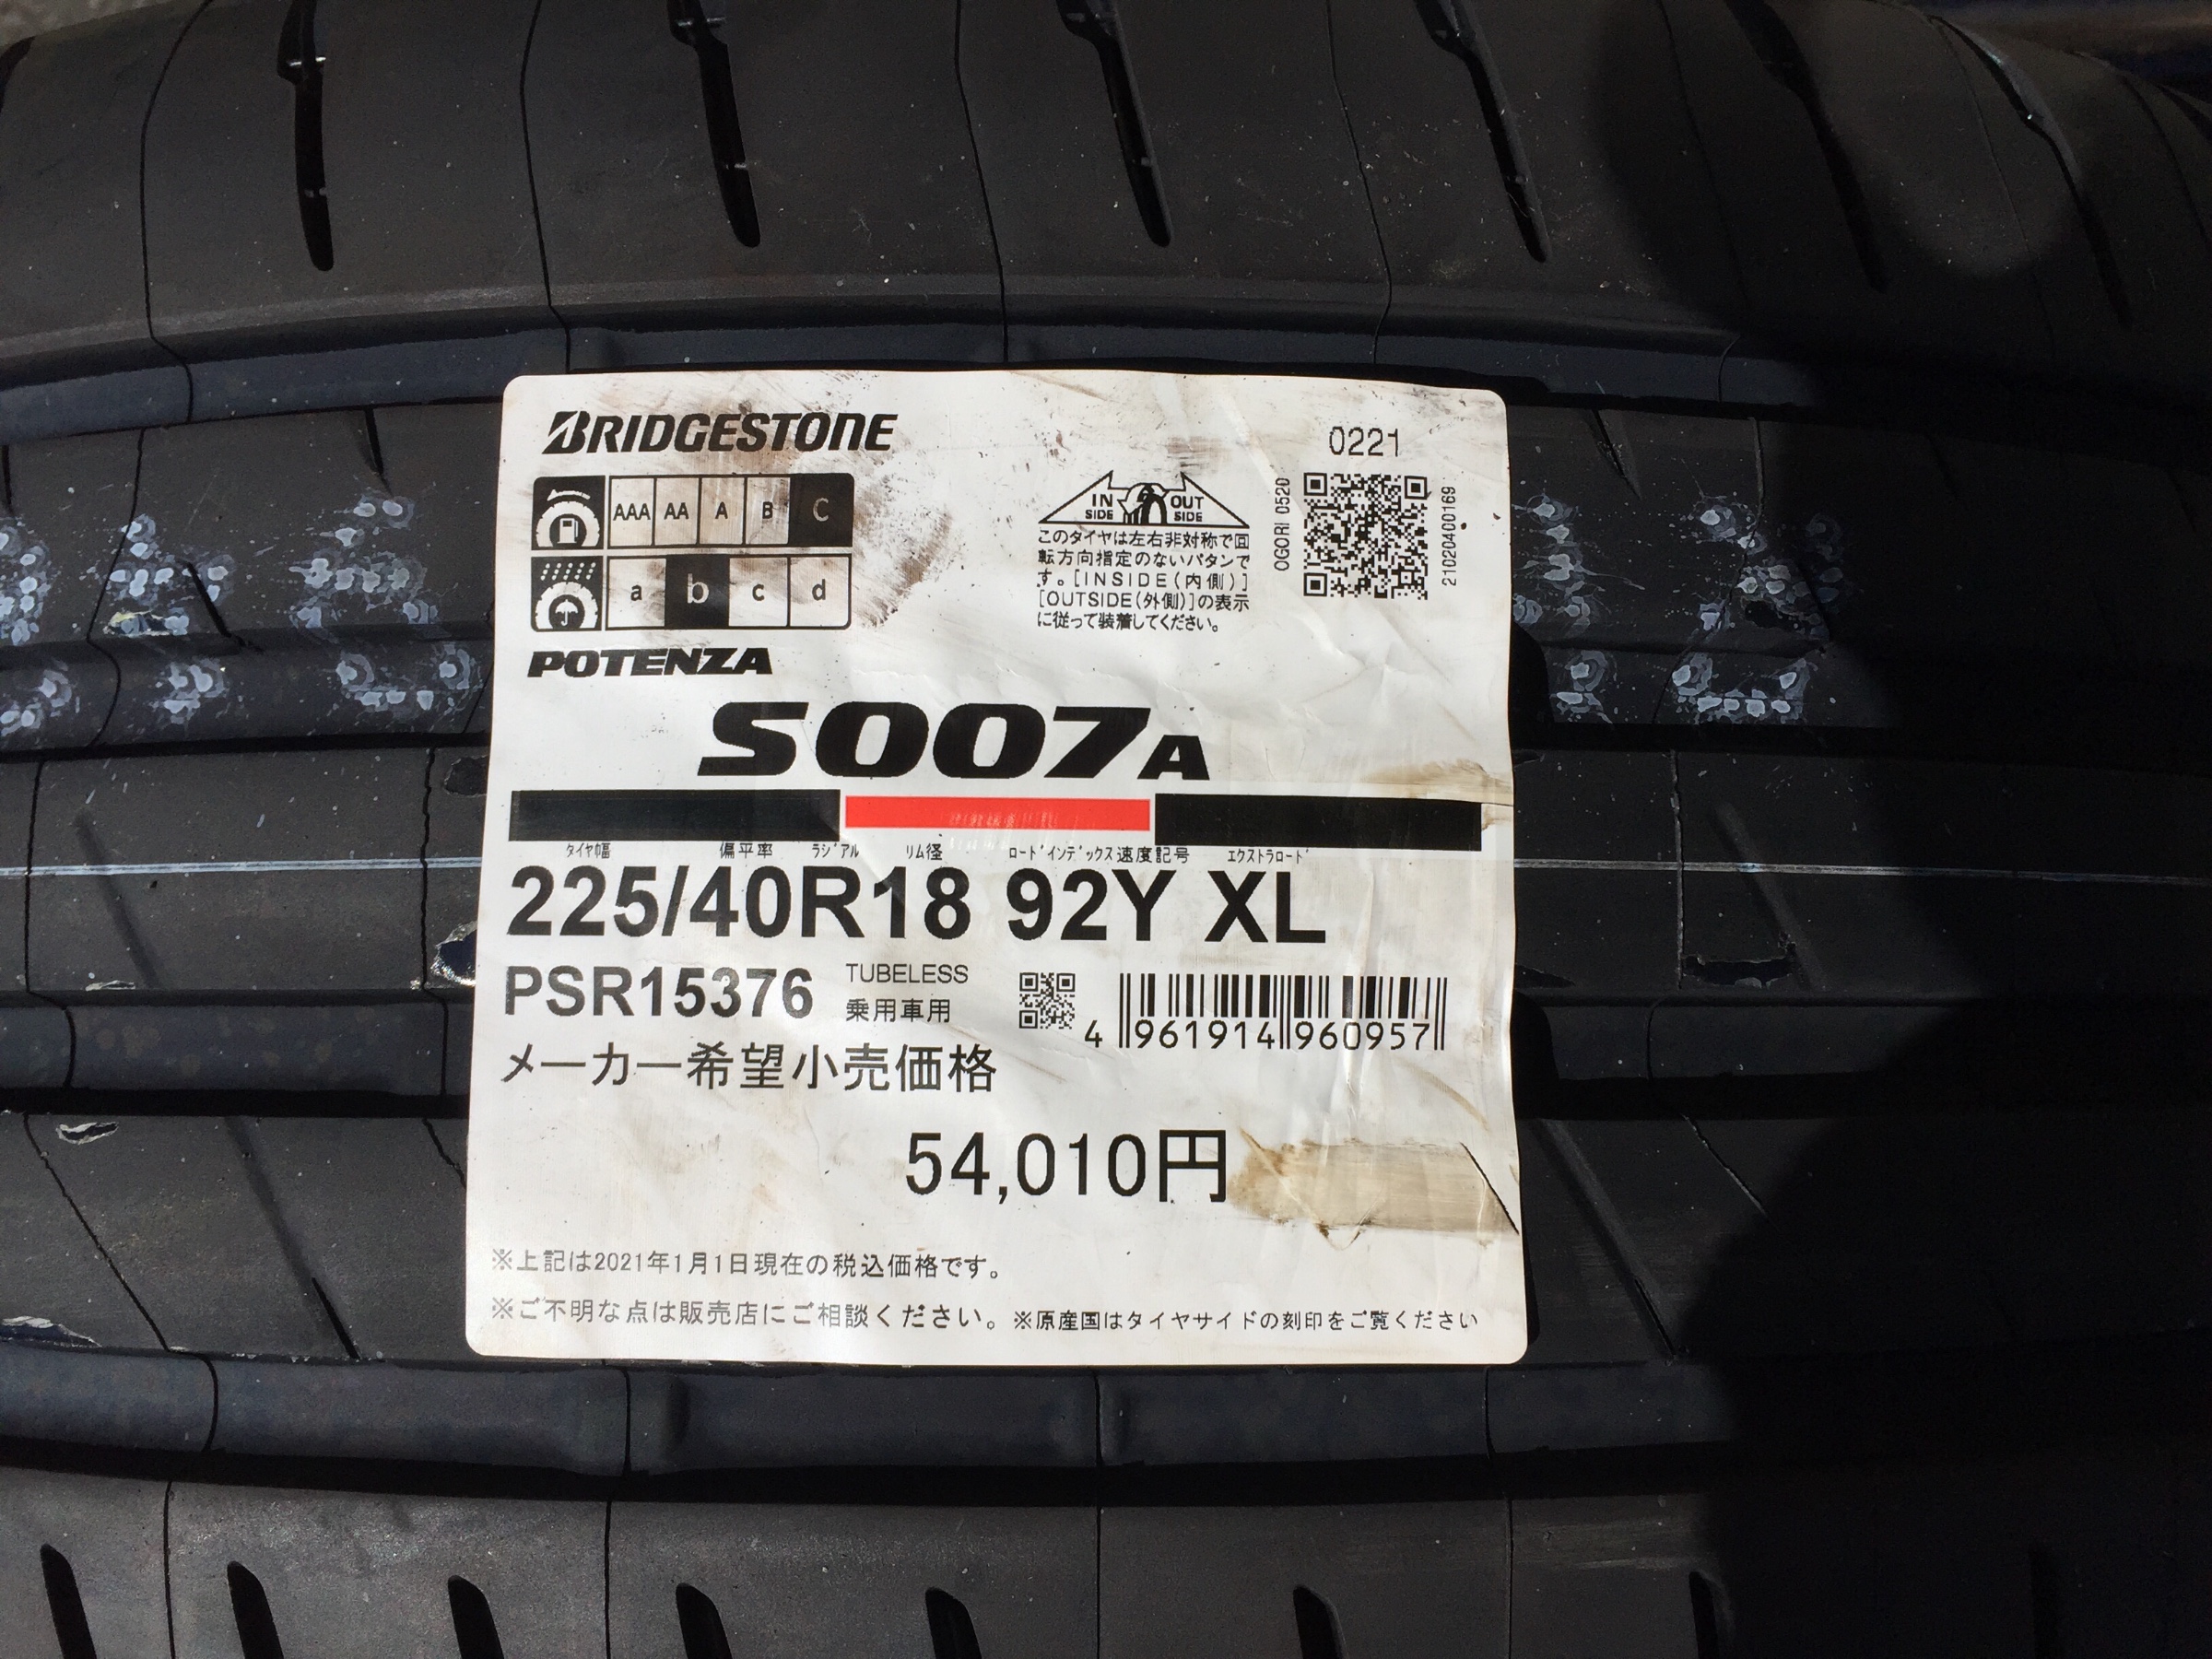 BRIDGESTONE
0221
AAA AA A B C
a b c d
IN SIDE OUT SIDE
このタイヤは左右非対称で回
転方向指定のないパタンで
す。[INSIDE(内側)]
[OUTSIDE(外側)]の表示
に従って装着してください。
OGORI 0520
2102040016​9
POTENZA
S007A
タイヤ幅 偏平率 ラジアル リム径 ロードインデックス 速度記号 エクストラロード
225/40R18 92Y XL
PSR15376
TUBELESS
乗用車用
4 961914 960957
メーカー希望小売価格
54,010円
※上記は2021年1月1日現在の税込価格です。
※ご不明な点は販売店にご相談ください。※原産国はタイヤサイドの刻印をご覧ください